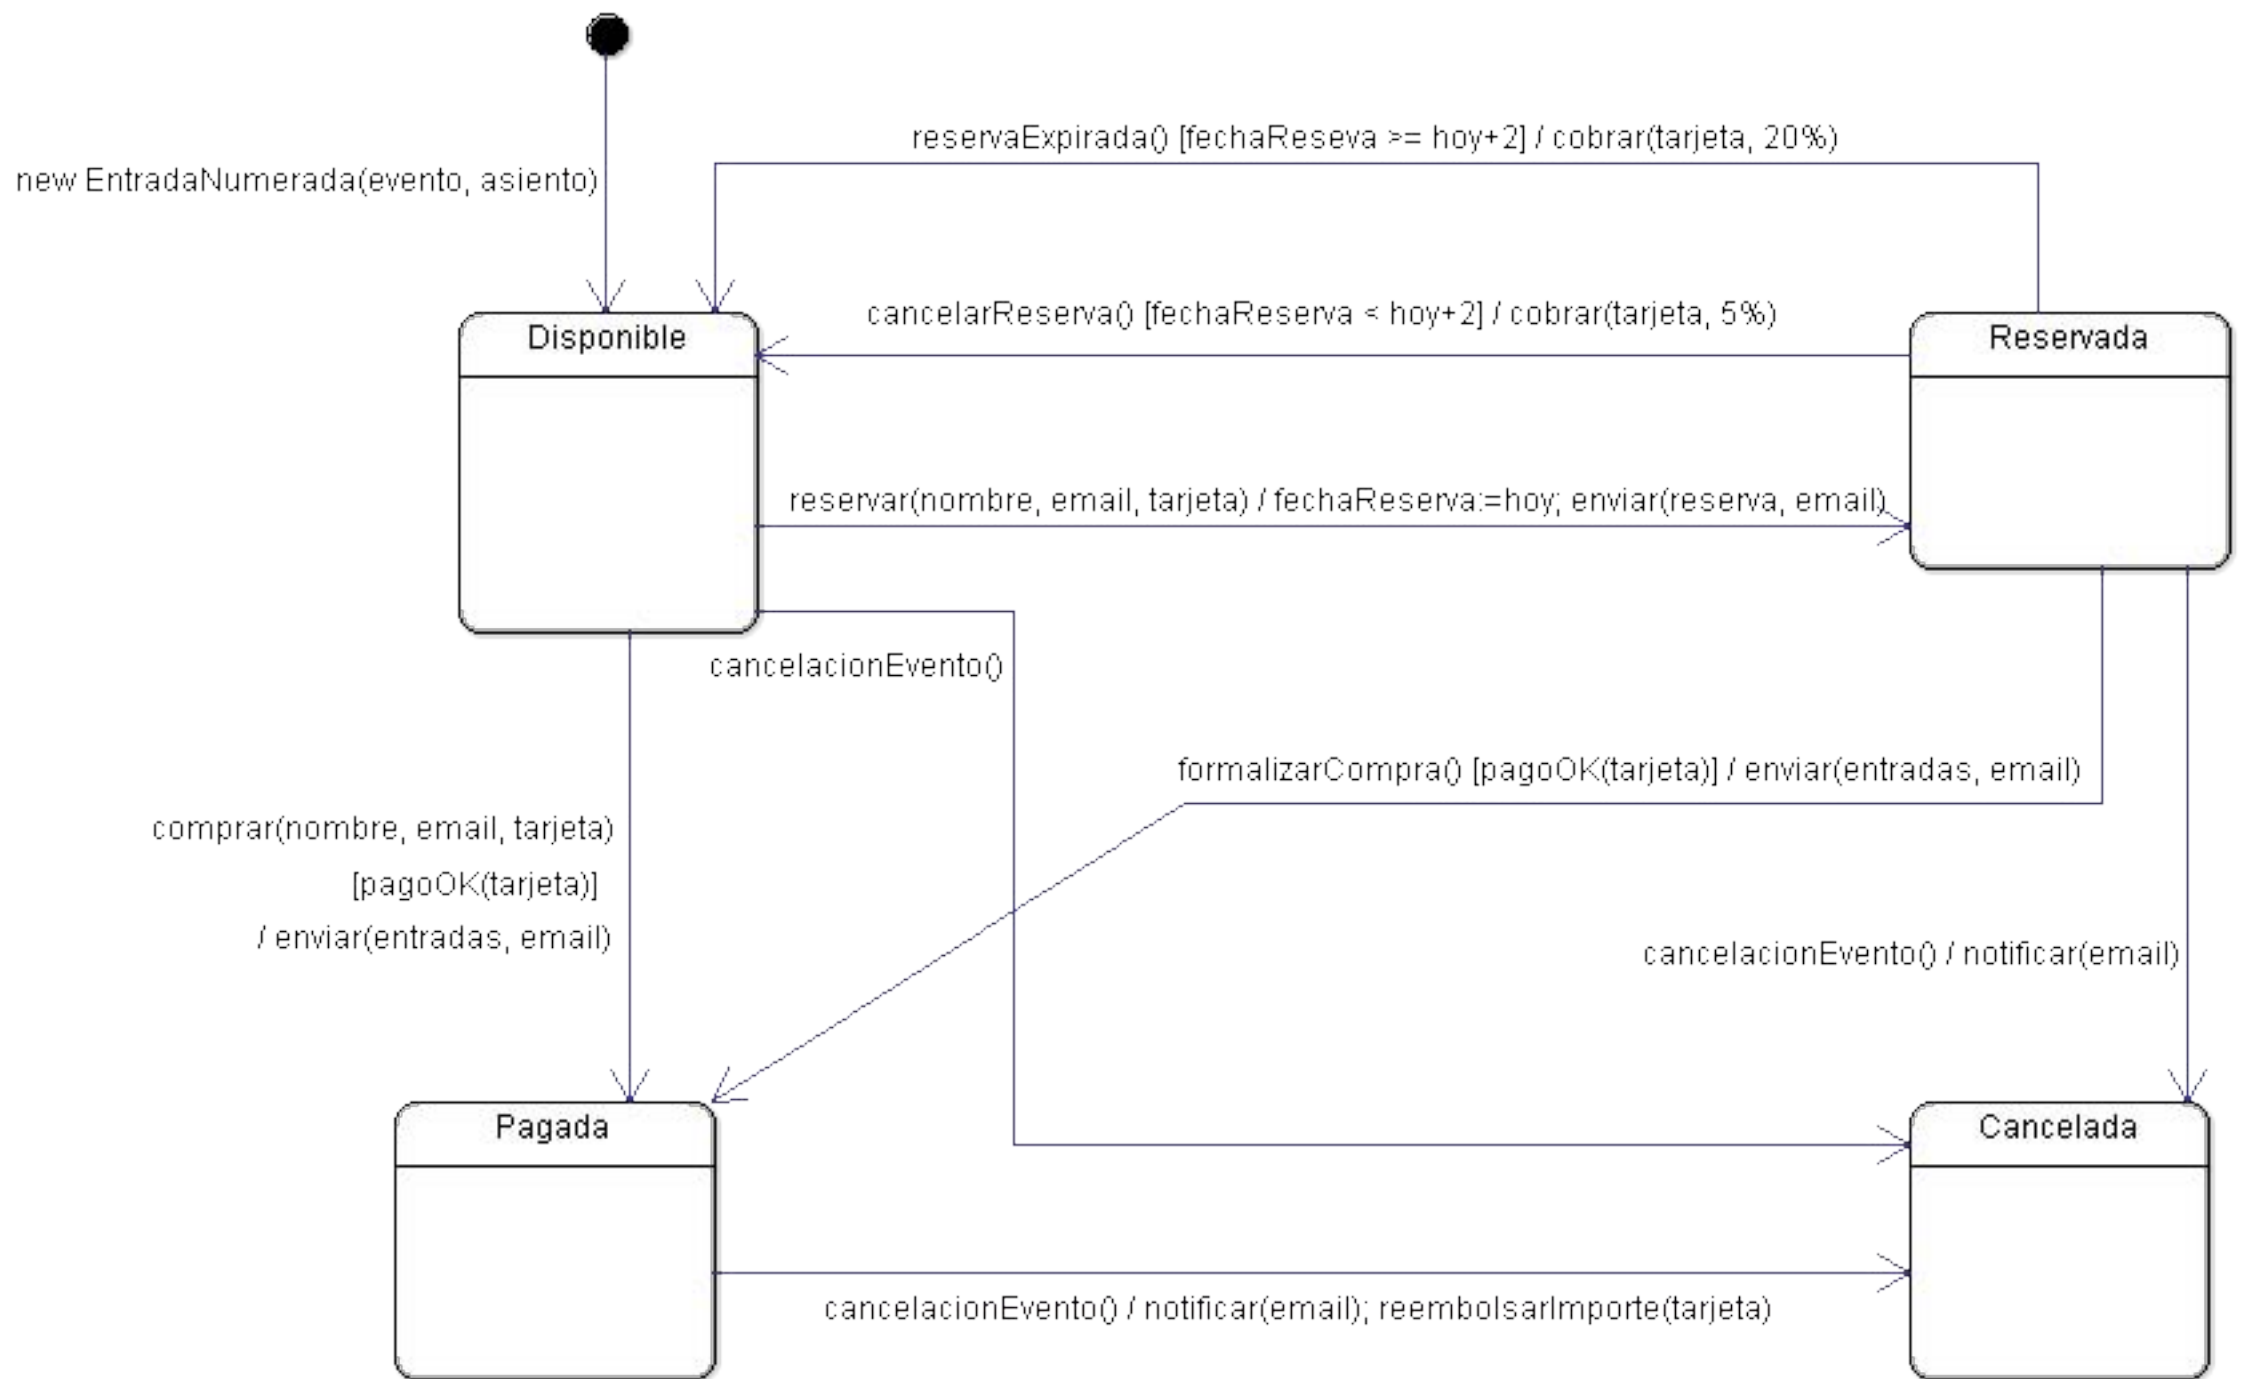 reservaExpirada() [fechaReseva >= hoy+2] / cobrar(tarjeta, 20%)
new EntradaNumerada(evento, asiento)
cancelarReserva() [fechaReserva < hoy+2] / cobrar(tarjeta, 5%)
Disponible
Reservada
reservar(nombre, email, tarjeta) / fechaReserva:=hoy; enviar(reserva, email)
cancelacionEvento()
formalizarCompra() [pagoOK(tarjeta)] / enviar(entradas, email)
comprar(nombre, email, tarjeta)
[pagoOK(tarjeta)]
/ enviar(entradas, email)
cancelacionEvento() / notificar(email)
Pagada
Cancelada
cancelacionEvento() / notificar(email); reembolsarImporte(tarjeta)